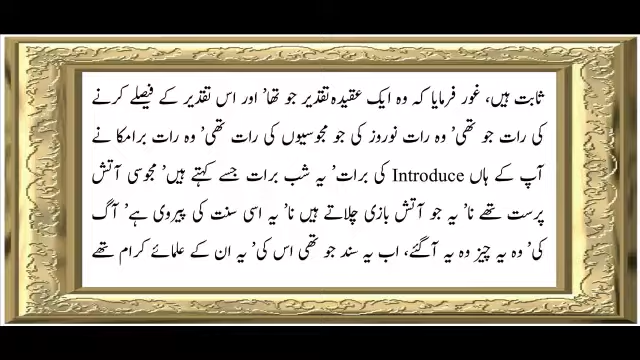 ثابت ہیں، غور فرمایا کہ وہ ایک عقیدہ تقدیر جو تھا’ اور اس تقدیر کے فیصلے کرنے
کی رات جو تھی’ وہ رات نوروز کی جو مجوسیوں کی رات تھی’ وہ رات برامکا نے
آپ کے ہاں Introduce کی برات’ یہ شب برات جسے کہتے ہیں’ مجوسی آتش
پرست تھے نا’ یہ جو آتش بازی چلاتے ہیں نا’ یہ اسی سنت کی پیروی ہے’ آگ
کی’ وہ یہ چیز وہ یہ آگئے، اب یہ سند جو تھی اس کی’ یہ ان کے علمائے کرام تھے